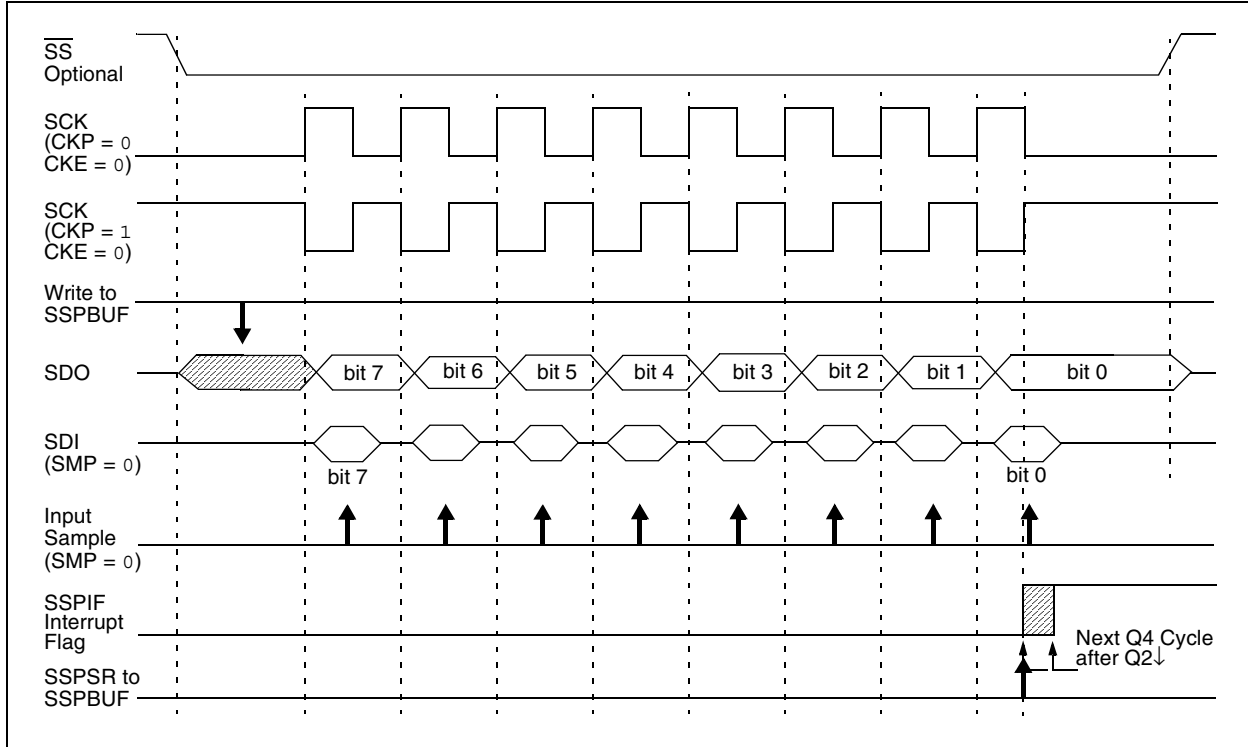 SS
Optional
SCK
(CKP = 0
CKE = 0)
SCK
(CKP = 1
CKE = 0)
Write to
SSPBUF
SDO
bit 7 bit 6 bit 5 bit 4 bit 3 bit 2 bit 1 bit 0
SDI
(SMP = 0)
bit 7 bit 0
Input
Sample
(SMP = 0)
SSPIF
Interrupt
Flag
Next Q4 Cycle
after Q2↓
SSPSR to
SSPBUF